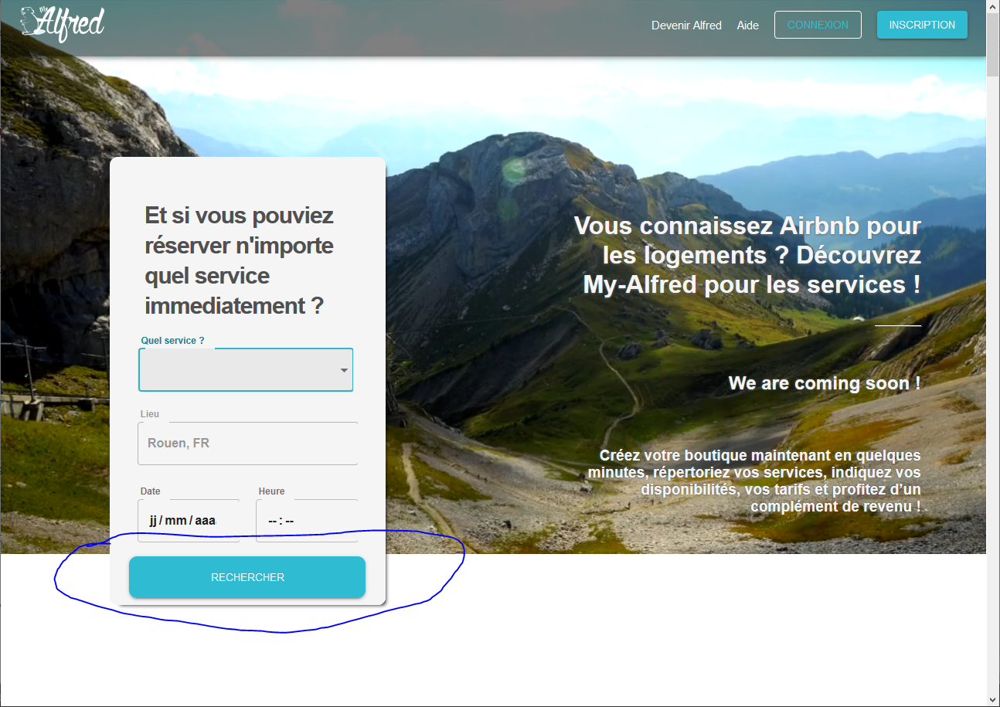 My Alfred
Devenir Alfred
Aide
CONNEXION
INSCRIPTION
Et si vous pouviez
réserver n'importe
quel service
immediatement ?
Quel service ?
Lieu
Rouen, FR
Date
Heure
jj / mm / aaa
-- : --
RECHERCHER
Vous connaissez Airbnb pour
les logements ? Découvrez
My-Alfred pour les services !
We are coming soon !
Créez votre boutique maintenant en quelques
minutes, répertoriez vos services, indiquez vos
disponibilités, vos tarifs et profitez d'un
complément de revenu !